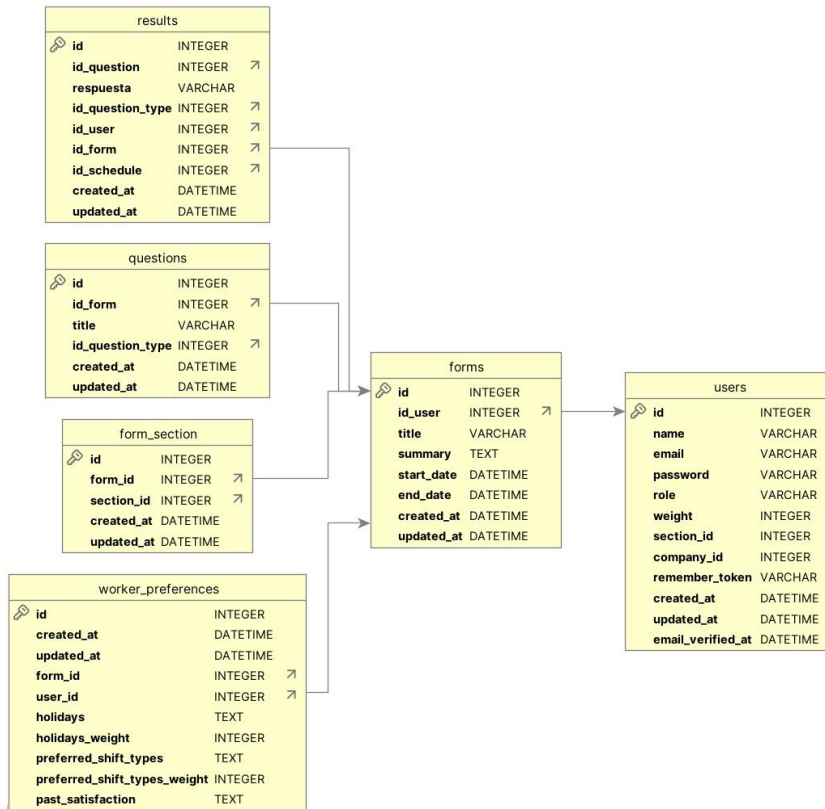 results
id INTEGER
id_question INTEGER
respuesta VARCHAR
id_question_type INTEGER
id_user INTEGER
id_form INTEGER
id_schedule INTEGER
created_at DATETIME
updated_at DATETIME
questions
id INTEGER
id_form INTEGER
title VARCHAR
id_question_type INTEGER
created_at DATETIME
updated_at DATETIME
form_section
id INTEGER
form_id INTEGER
section_id INTEGER
created_at DATETIME
updated_at DATETIME
worker_preferences
id INTEGER
created_at DATETIME
updated_at DATETIME
form_id INTEGER
user_id INTEGER
holidays TEXT
holidays_weight INTEGER
preferred_shift_types TEXT
preferred_shift_types_weight INTEGER
past_satisfaction TEXT
forms
id INTEGER
id_user INTEGER
title VARCHAR
summary TEXT
start_date DATETIME
end_date DATETIME
created_at DATETIME
updated_at DATETIME
users
id INTEGER
name VARCHAR
email VARCHAR
password VARCHAR
role VARCHAR
weight INTEGER
section_id INTEGER
company_id INTEGER
remember_token VARCHAR
created_at DATETIME
updated_at DATETIME
email_verified_at DATETIME